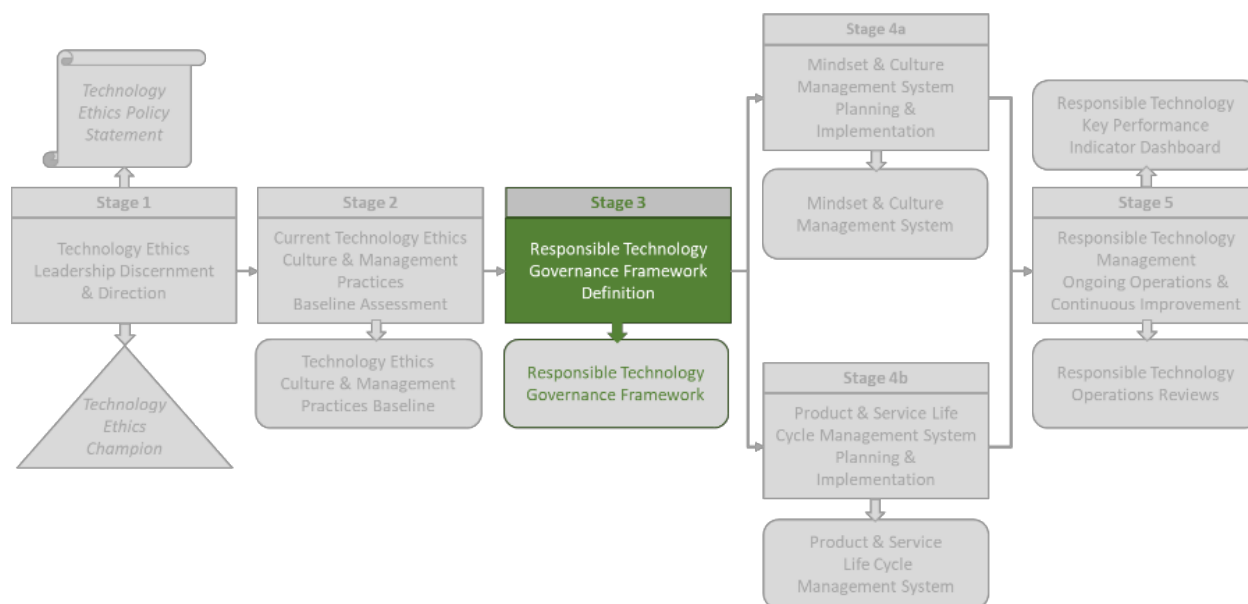 Technology
Ethics Policy
Statement
Stage 1
Technology Ethics
Leadership Discernment
& Direction
Technology
Ethics
Champion
Stage 2
Current Technology Ethics
Culture & Management
Practices
Baseline Assessment
Technology Ethics
Culture & Management
Practices Baseline
Stage 3
Responsible Technology
Governance Framework
Definition
Responsible Technology
Governance Framework
Stage 4a
Mindset & Culture
Management System
Planning &
Implementation
Mindset & Culture
Management System
Stage 4b
Product & Service Life
Cycle Management System
Planning &
Implementation
Product & Service
Life Cycle
Management System
Responsible Technology
Key Performance
Indicator Dashboard
Stage 5
Responsible Technology
Management
Ongoing Operations &
Continuous Improvement
Responsible Technology
Operations Reviews